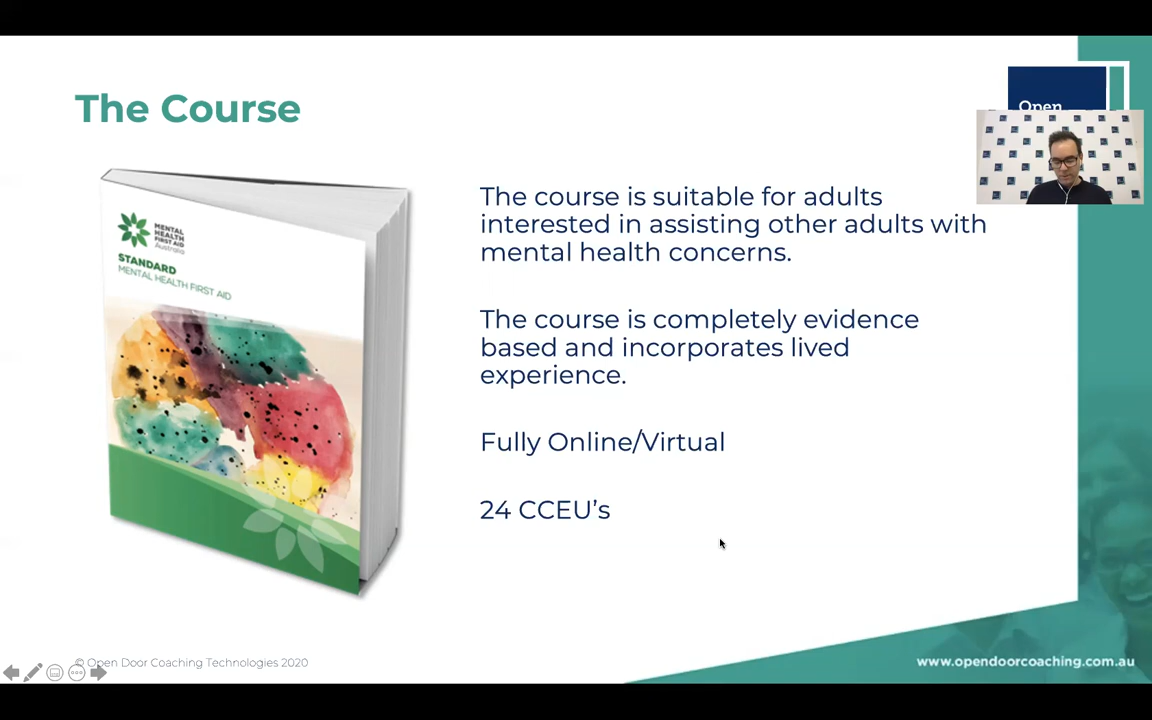 The Course
Open
The course is suitable for adults
interested in assisting other adults with
mental health concerns.
MENTAL
HEALTH
FIRST AID
Australia
STANDARD
MENTAL HEALTH FIRST AID
The course is completely evidence
based and incorporates lived
experience.
Fully Online/Virtual
24 CCEU’s
© Open Door Coaching Technologies 2020
www.opendoorcoaching.com.au